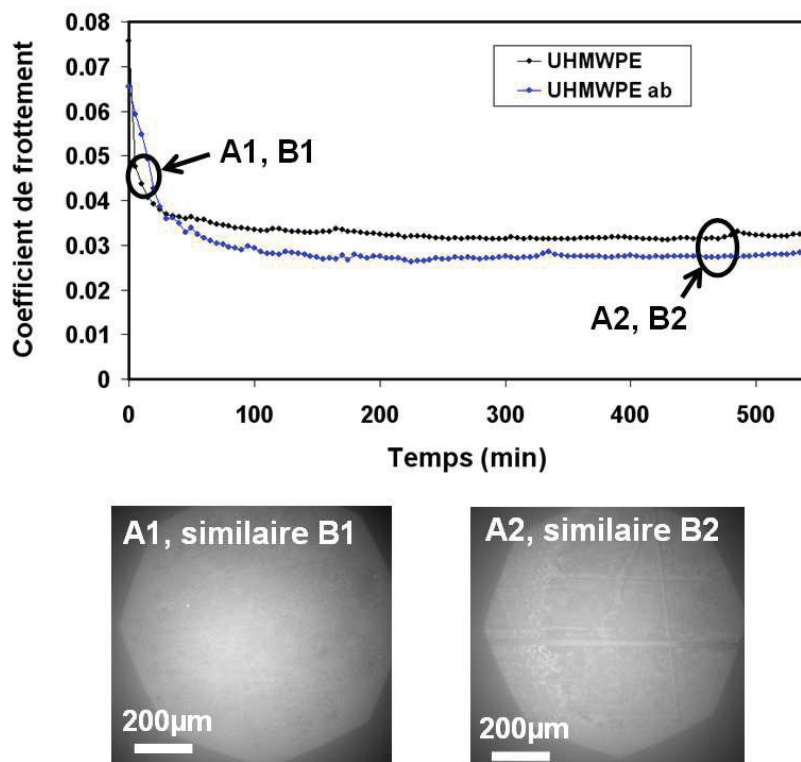 Coefficient de frottement
0.08
0.07
0.06
0.05
0.04
0.03
0.02
0.01
0
UHMWPE
UHMWPE ab
A1, B1
A2, B2
0 100 200 300 400 500
Temps (min)
A1, similaire B1
200µm
A2, similaire B2
200µm